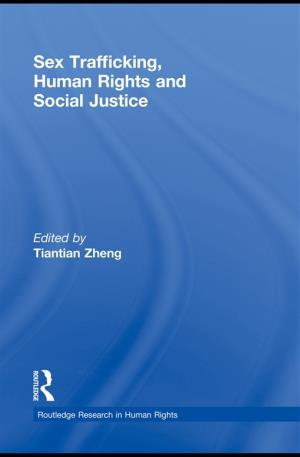 Sex Trafficking,
Human Rights and
Social Justice
Edited by
Tiantian Zheng
ROUTLEDGE
Routledge Research in Human Rights